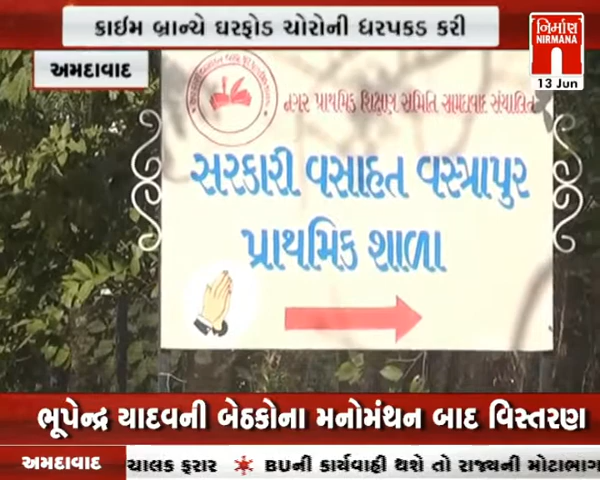 ક્રાઈમ બ્રાન્ચે ઘરફોડ ચોરોની ધરપકડ કરી
નિર્માણ
NIRMANA
13 Jun
અમદાવાદ
નગર પ્રાથમિક શિક્ષણ સમિતિ અમદાવાદ સંચાલિત
સરકારી વસાહત વસ્ત્રાપુર
પ્રાથમિક શાળા
ભૂપેન્દ્ર યાદવની બેઠકોના મનોમંથન બાદ વિસ્તરણ
અમદાવાદ ચાલક ફરાર BUની કાર્યવાહી થશે તો રાજ્યની મોટાભાગ